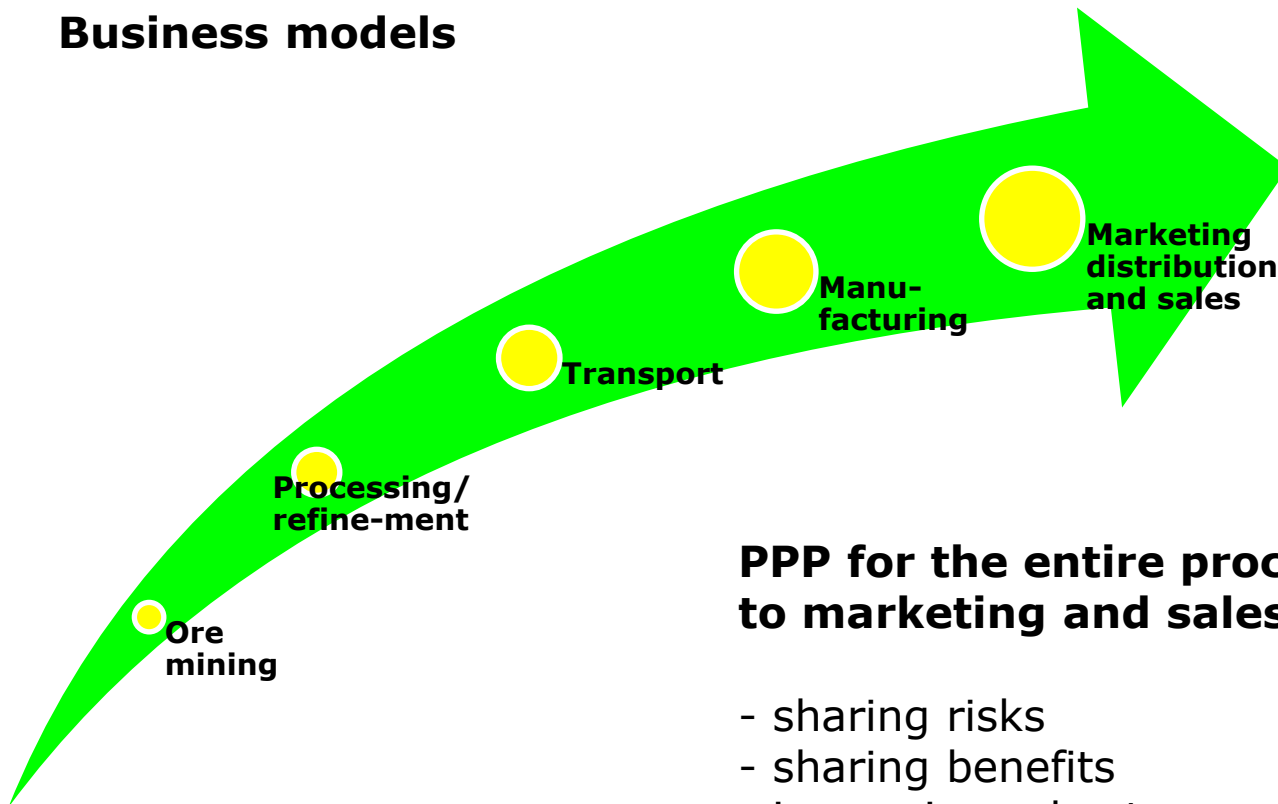 Business models
Marketing
distribution
and sales
Manu-
facturing
Transport
Processing/
refine-ment
Ore
mining
PPP for the entire
to marketing and sales
- sharing risks
- sharing benefits